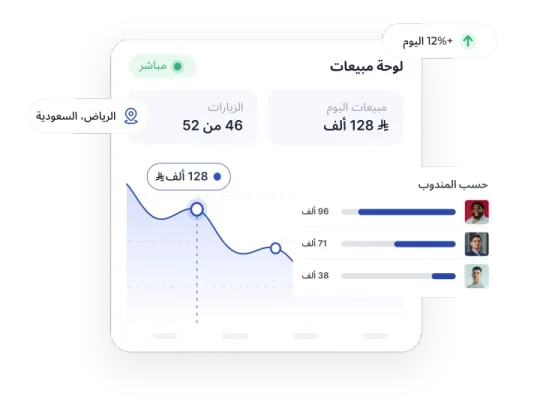 +12% اليوم
لوحة مبيعات
مباشر
مبيعات اليوم
128 ألف
الزيارات
46 من 52
الرياض، السعودية
128 ألف
حسب المندوب
96 ألف
71 ألف
38 ألف